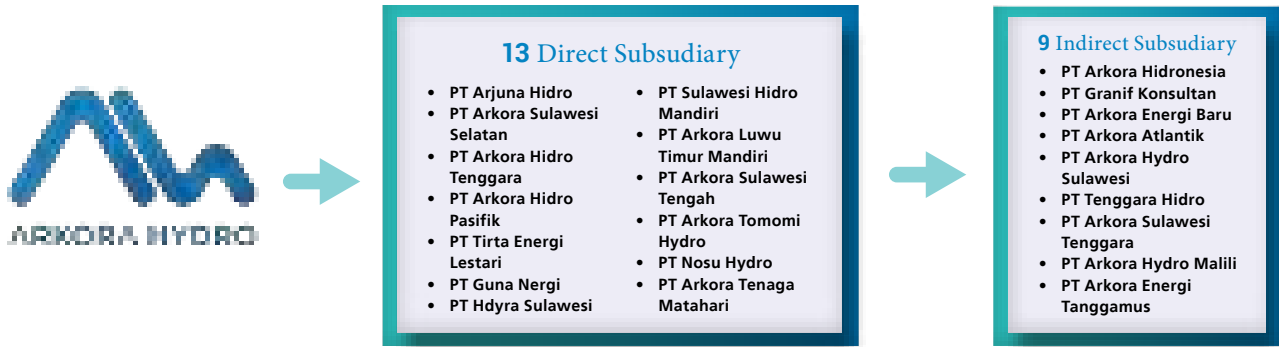 ARKORA HYDRO
13 Direct Subsudiary
• PT Arjuna Hidro
• PT Arkora Sulawesi
Selatan
• PT Arkora Hidro
Tenggara
• PT Arkora Hidro
Pasifik
• PT Tirta Energi
Lestari
• PT Guna Nergi
• PT Hdyra Sulawesi
• PT Sulawesi Hidro
Mandiri
• PT Arkora Luwu
Timur Mandiri
• PT Arkora Sulawesi
Tengah
• PT Arkora Tomomi
Hydro
• PT Nosu Hydro
• PT Arkora Tenaga
Matahari
9 Indirect Subsudiary
• PT Arkora Hidronesia
• PT Granif Konsultan
• PT Arkora Energi Baru
• PT Arkora Atlantik
• PT Arkora Hydro
Sulawesi
• PT Tenggara Hidro
• PT Arkora Sulawesi
Tenggara
• PT Arkora Hydro Malili
• PT Arkora Energi
Tanggamus